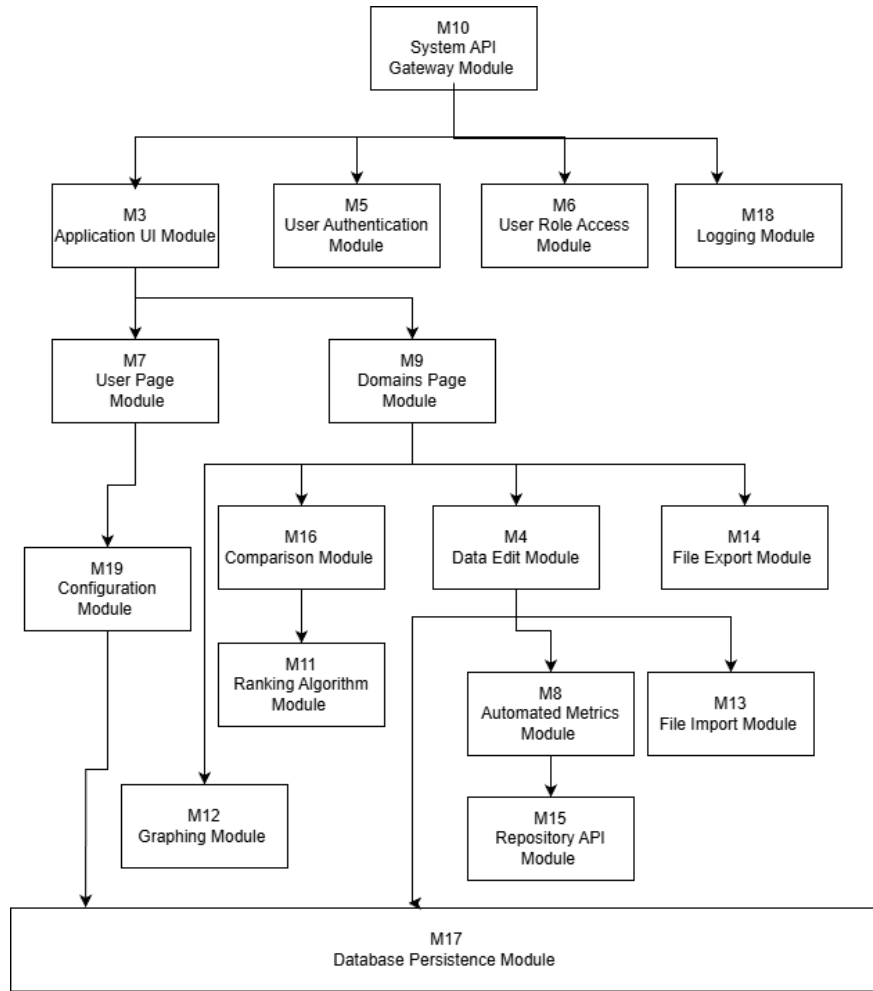 M10
System API
Gateway Module
M3
Application UI Module
M5
User Authentication
Module
M6
User Role Access
Module
M18
Logging Module
M7
User Page
Module
M9
Domains Page
Module
M16
Comparison Module
M4
Data Edit Module
M14
File Export Module
M19
Configuration
Module
M11
Ranking Algorithm
Module
M8
Automated Metrics
Module
M13
File Import Module
M12
Graphing Module
M15
Repository API
Module
M17
Database Persistence Module